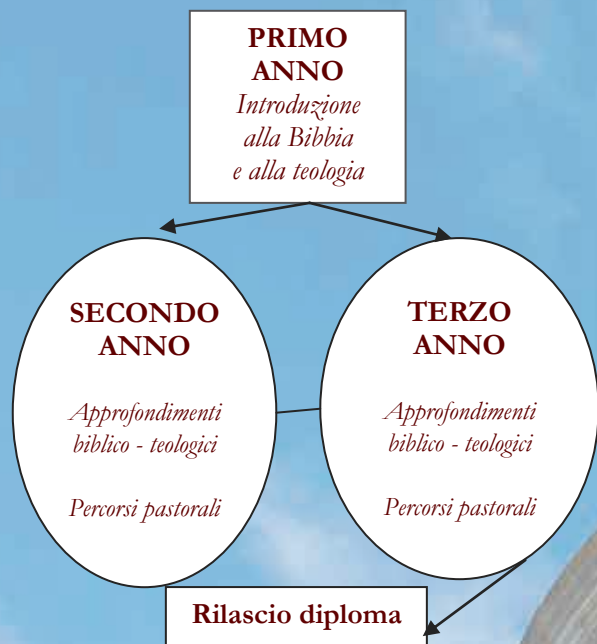 PRIMO
ANNO
Introduzione
alla Bibbia
e alla teologia
SECONDO
ANNO
Approfondimenti
biblico - teologici
Percorsi pastorali
TERZO
ANNO
Approfondimenti
biblico - teologici
Percorsi pastorali
Rilascio diploma